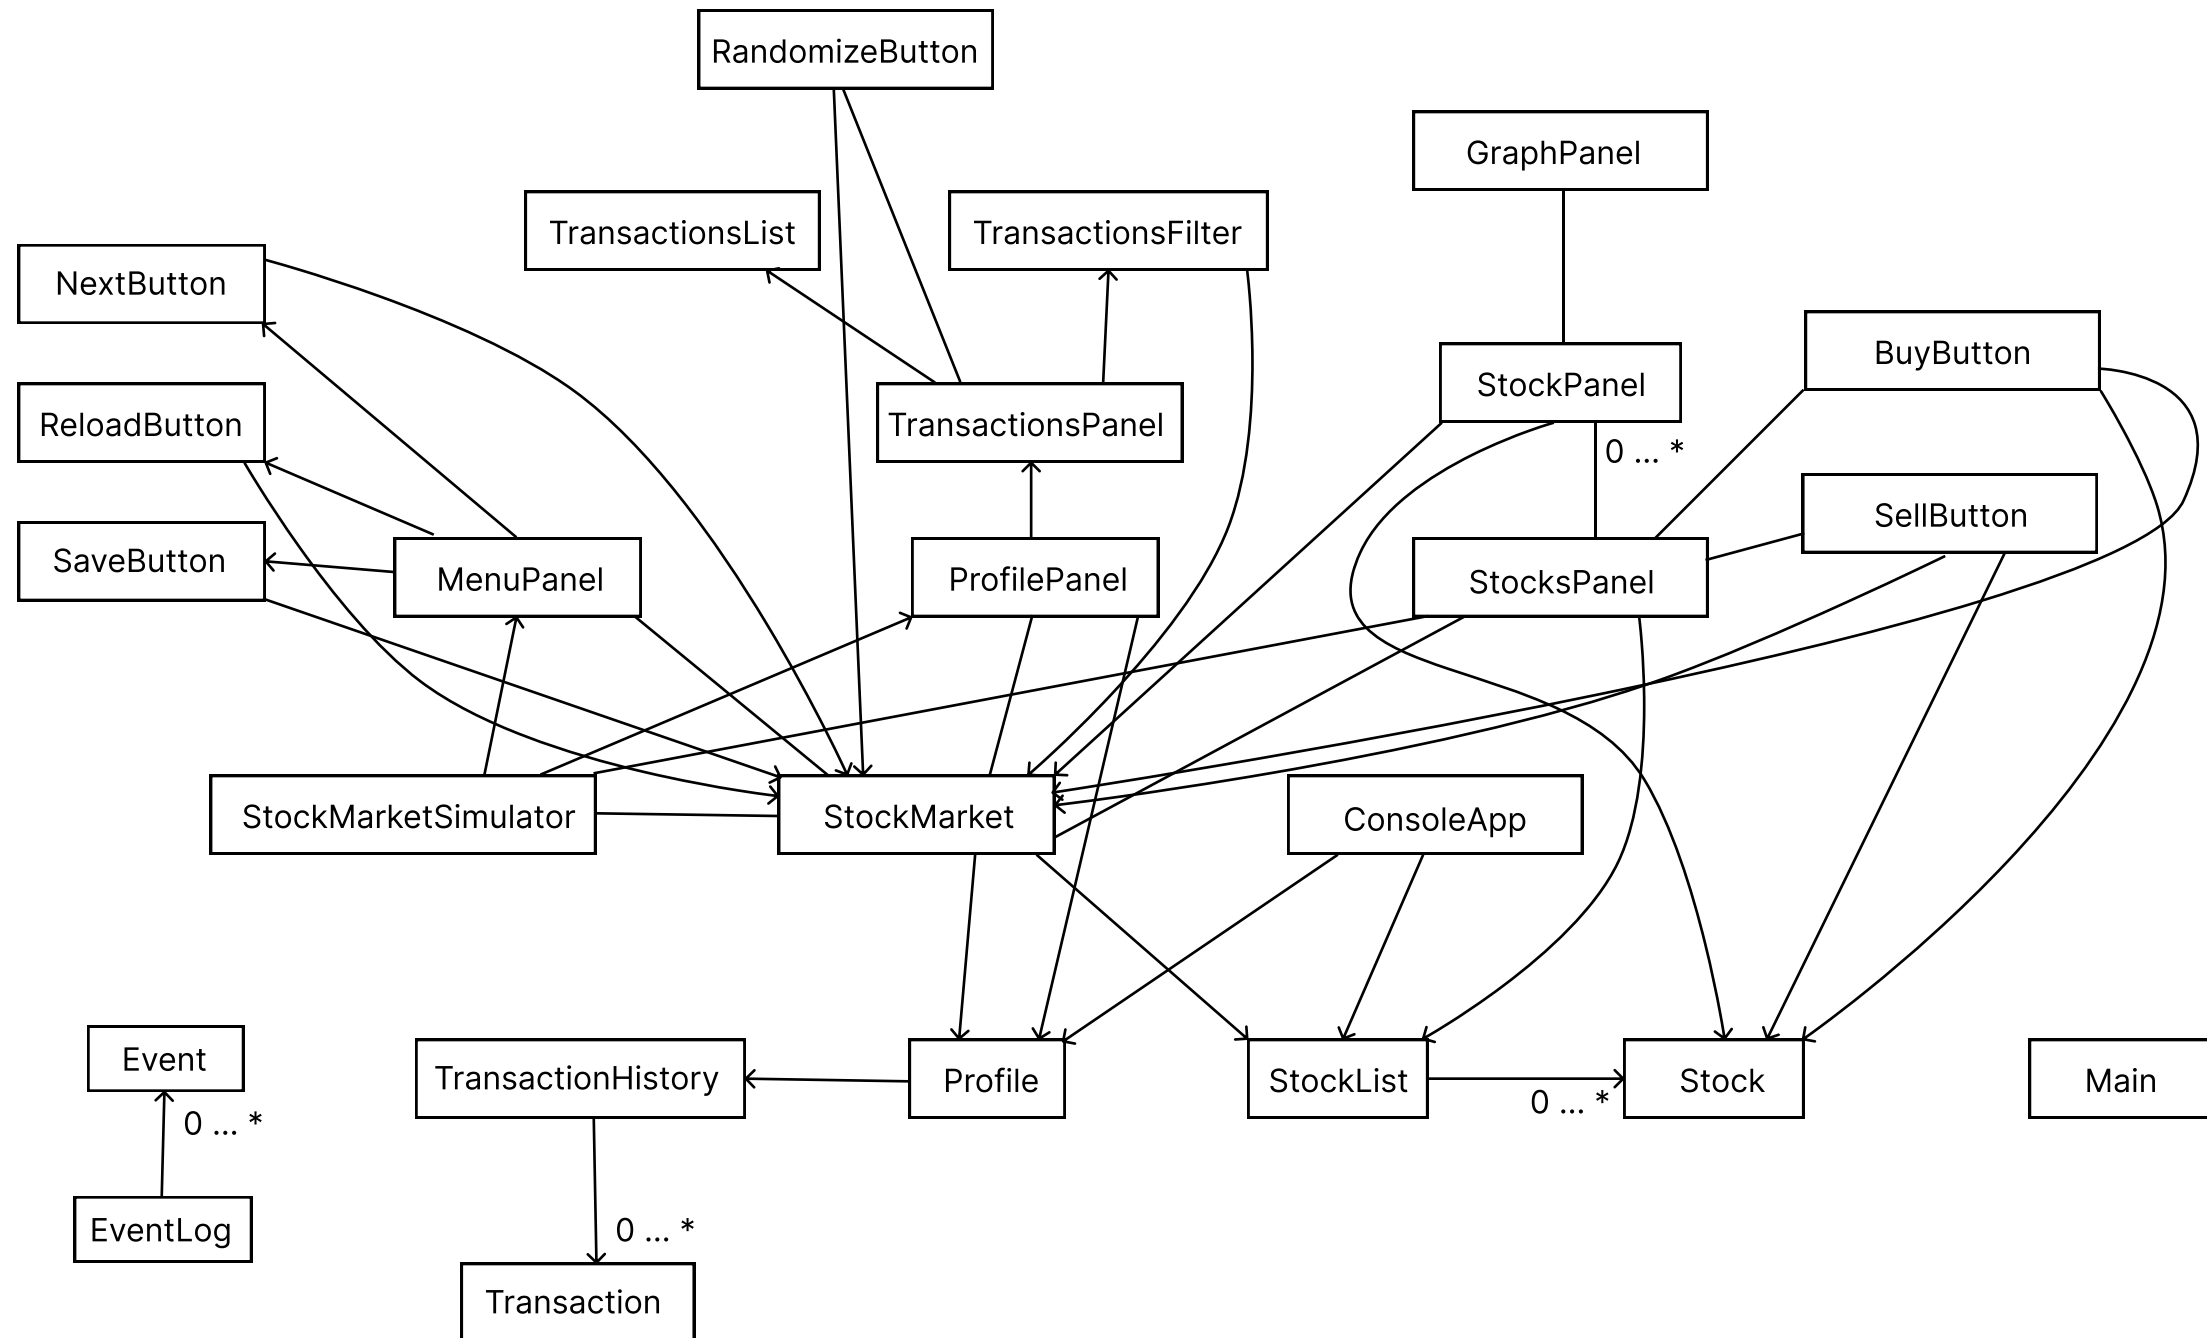 RandomizeButton
GraphPanel
TransactionsList
TransactionsFilter
NextButton
BuyButton
StockPanel
ReloadButton
TransactionsPanel
0 ... *
SellButton
SaveButton
MenuPanel
ProfilePanel
StocksPanel
StockMarketSimulator
StockMarket
ConsoleApp
Event
TransactionHistory
Profile
StockList
0 ... *
Stock
Main
0 ... *
EventLog
0 ... *
Transaction